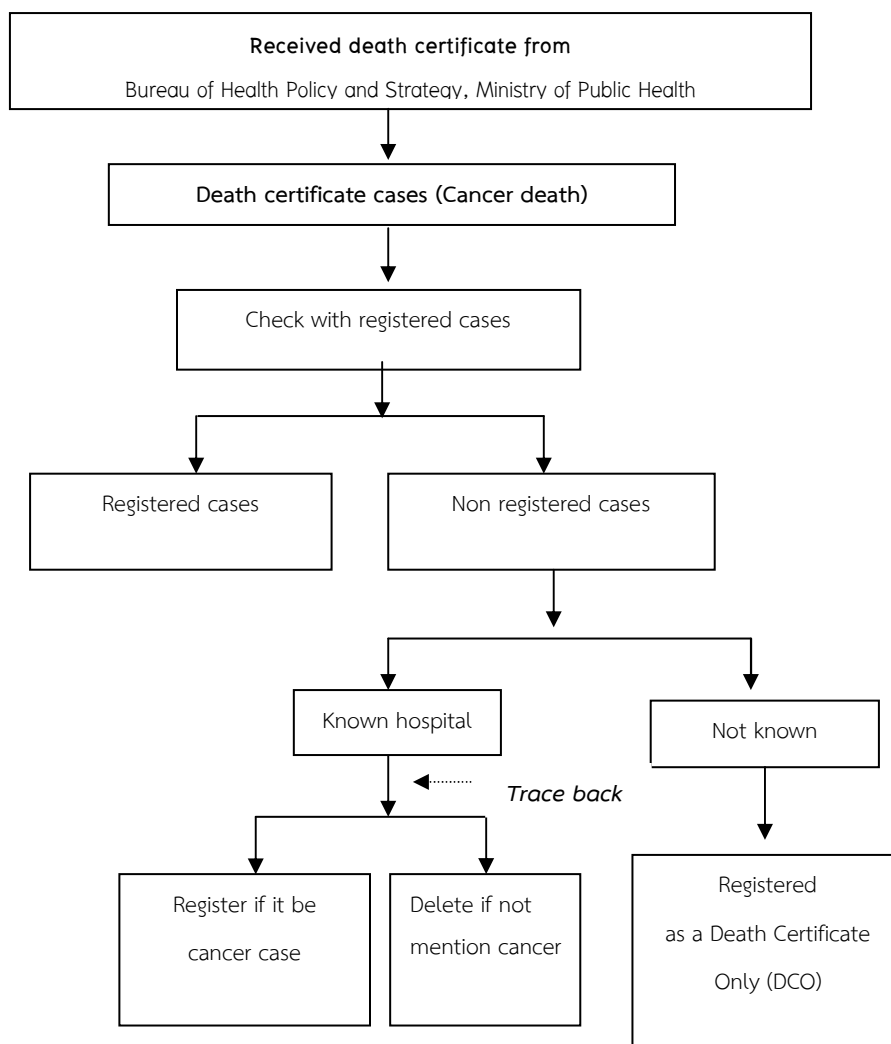 Received death certificate from
Bureau of Health Policy and Strategy, Ministry of Public Health
Death certificate cases (Cancer death)
Check with registered cases
Registered cases
Non registered cases
Known hospital
Not known
Trace back
Register if it be
cancer case
Delete if not
mention cancer
Registered
as a Death Certificate
Only (DCO)